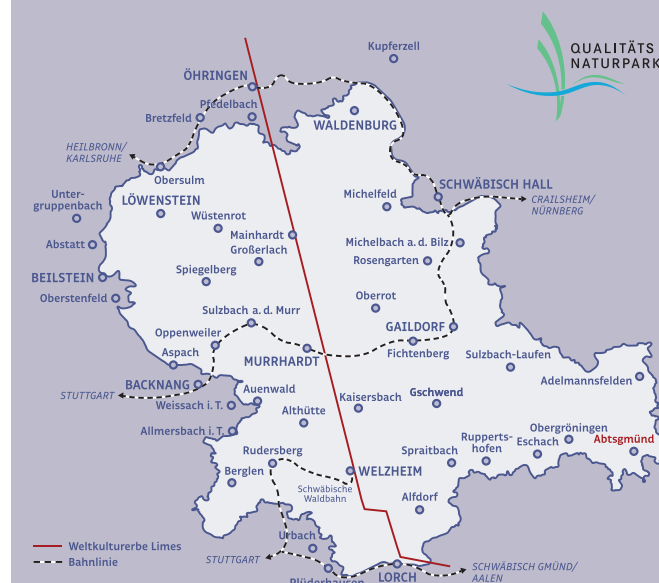 Kupferzell
QUALITÄTS
NATURPARK
ÖHRINGEN
Pfedelbach
Bretzfeld
WALDENBURG
HEILBRONN/
KARLSRUHE
Obersulm
SCHWÄBISCH HALL
Unter-
gruppenbach
LÖWENSTEIN
Michelfeld
CRAILSHEIM/
NÜRNBERG
Wüstenrot
Mainhardt
Abstatt
Michelbach a. d. Bilz
Großerlach
Rosengarten
BEILSTEIN
Spiegelberg
Oberstenfeld
Oberrot
Sulzbach a. d. Murr
Oppenweiler
GAILDORF
Aspach
MURRHARDT
Fichtenberg
Sulzbach-Laufen
BACKNANG
STUTTGART
Auenwald
Adelmannsfelden
Weissach i. T.
Kaisersbach
Gschwend
Althütte
Allmersbach i. T.
Obergröningen
Ruppertshofen
Eschach
Abtsgmünd
Rudersberg
Spraitbach
Berglen
WELZHEIM
Schwäbische
Waldbahn
Alfdorf
Urbach
Weltkulturerbe Limes
Bahnlinie
STUTTGART
Plüderhausen
LORCH
SCHWÄBISCH GMÜND/
AALEN